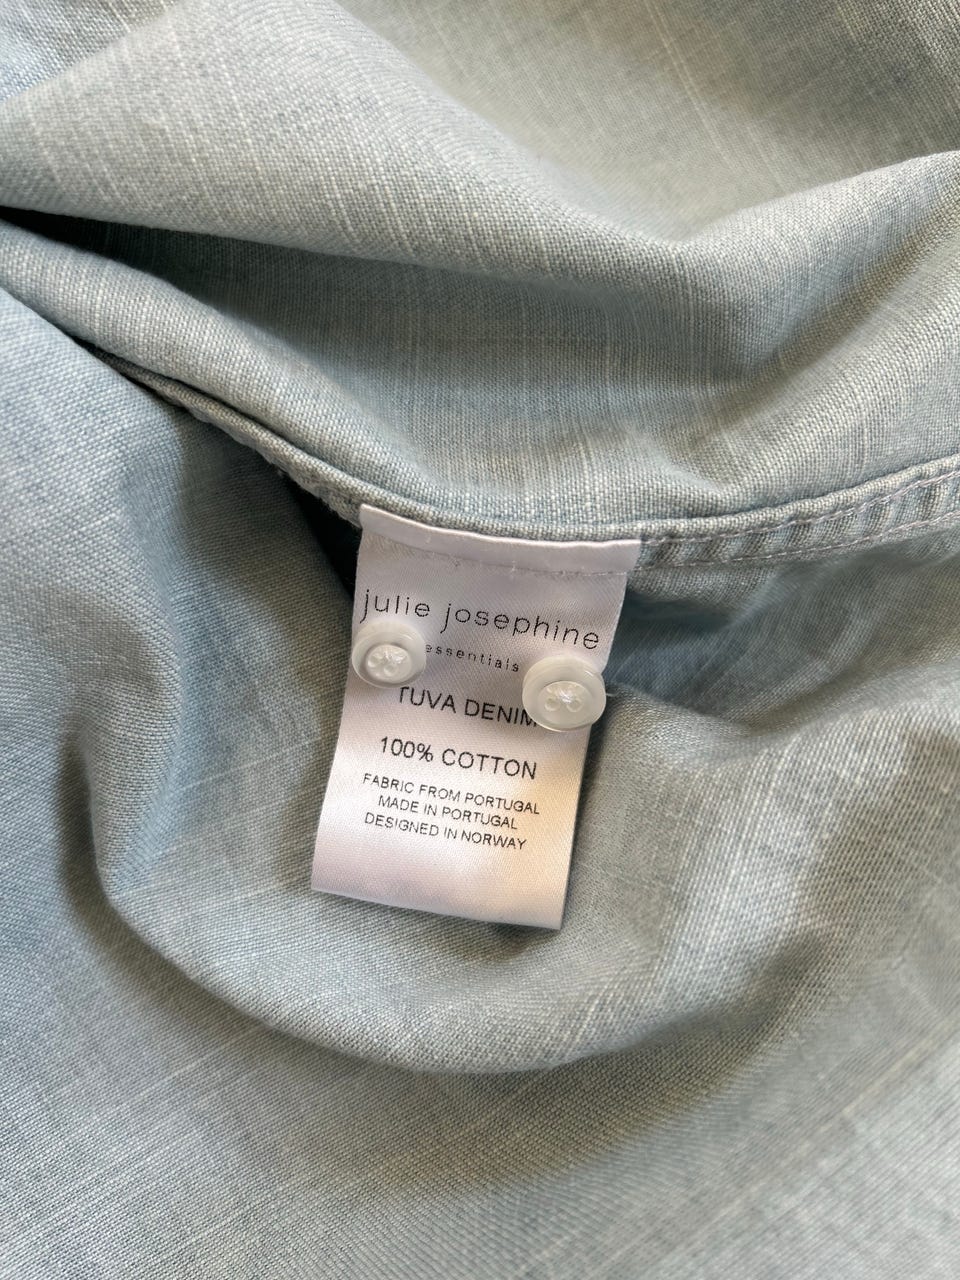 julie josephine
essentials
TUVA DENIM
100% COTTON
FABRIC FROM PORTUGAL
MADE IN PORTUGAL
DESIGNED IN NORWAY